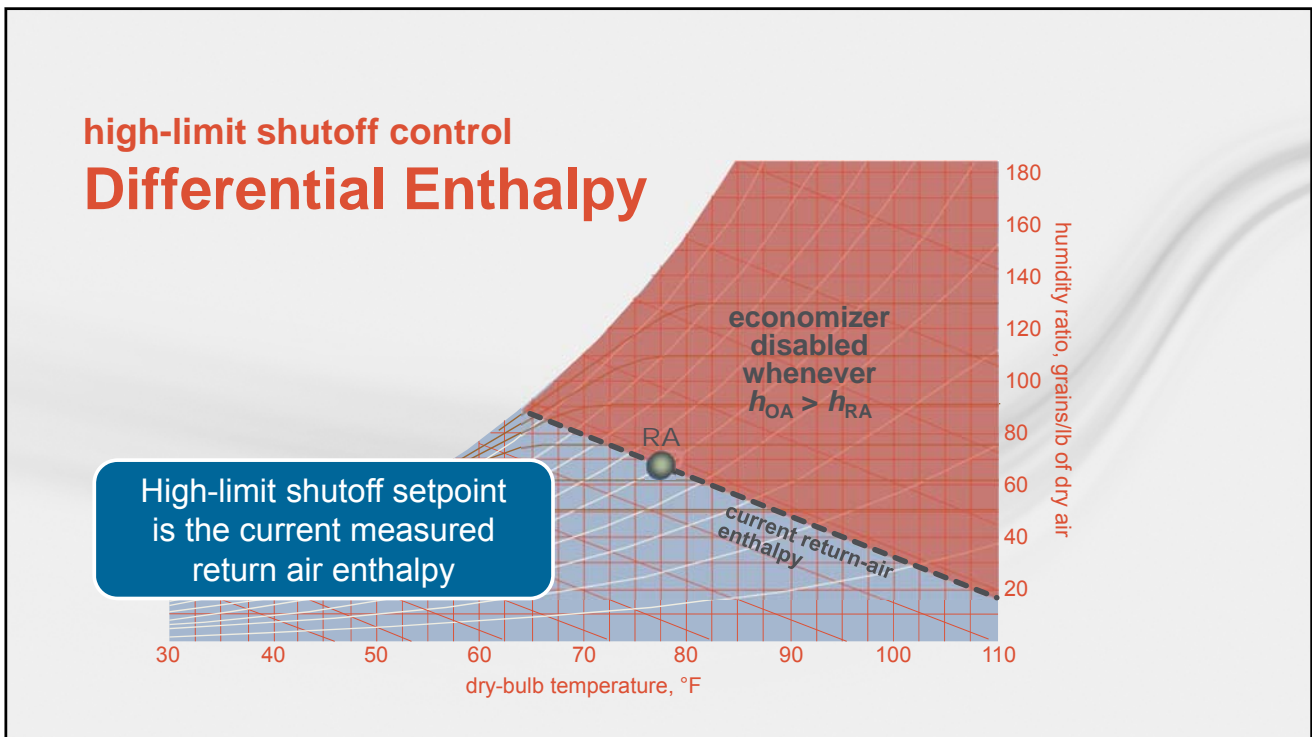 high-limit shutoff control
Differential Enthalpy
economizer
disabled
whenever
hOA > hRA
RA
current return-air
enthalpy
High-limit shutoff setpoint
is the current measured
return air enthalpy
180
160
140
120
100
80
60
40
20
humidity ratio, grains/lb of dry air
30 40 50 60 70 80 90 100 110
dry-bulb temperature, °F